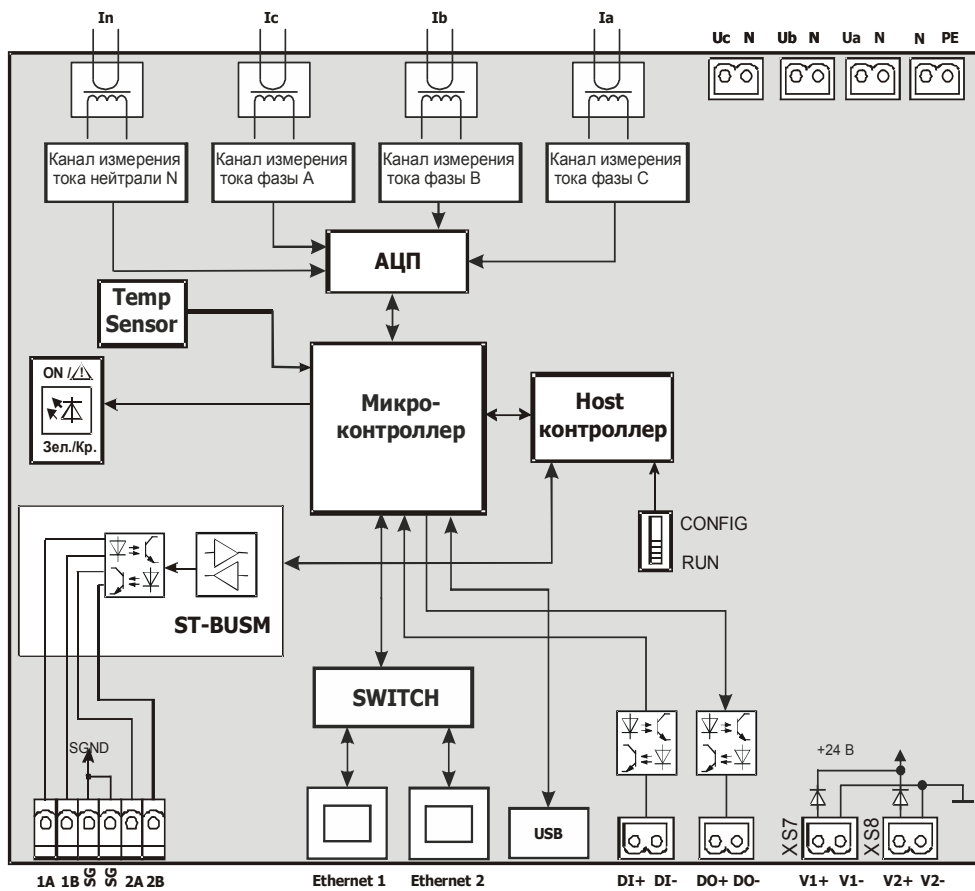 In Ic Ib Ia
Uc N Ub N Ua N N PE
Канал измерения
тока нейтрали N
Канал измерения
тока фазы A
Канал измерения
тока фазы B
Канал измерения
тока фазы C
АЦП
Temp
Sensor
ON /
Зел./Кр.
Микро-
контроллер
Host
контроллер
CONFIG
RUN
ST-BUSM
SWITCH
SGND
+24 В
USB
XS7
XS8
1A 1B SG SG 2A 2B
Ethernet 1 Ethernet 2
DI+ DI- DO+ DO-
V1+ V1- V2+ V2-